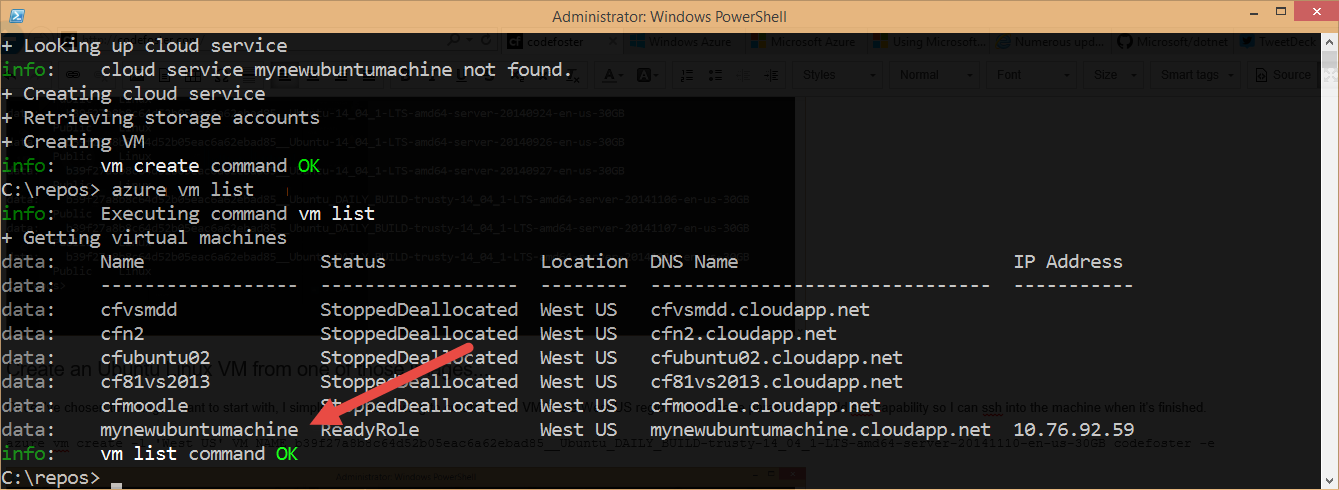 Administrator: Windows PowerShell
+ Looking up cloud service
info: cloud service mynewubuntumachine not found.
+ Creating cloud service
+ Retrieving storage accounts
+ Creating VM
info: vm create command OK
C:\repos> azure vm list
info: Executing command vm list
+ Getting virtual machines
data: Name Status Location DNS Name IP Address
data: ------------------ ------------------ -------- ------------------------------- -----------
data: cfvsmdd StoppedDeallocated West US cfvsmdd.cloudapp.net
data: cfn2 StoppedDeallocated West US cfn2.cloudapp.net
data: cfubuntu02 StoppedDeallocated West US cfubuntu02.cloudapp.net
data: cf81vs2013 StoppedDeallocated West US cf81vs2013.cloudapp.net
data: cfmoodle StoppedDeallocated West US cfmoodle.cloudapp.net
data: mynewubuntumachine ReadyRole West US mynewubuntumachine.cloudapp.net 10.76.92.59
info: vm list command OK
C:\repos>